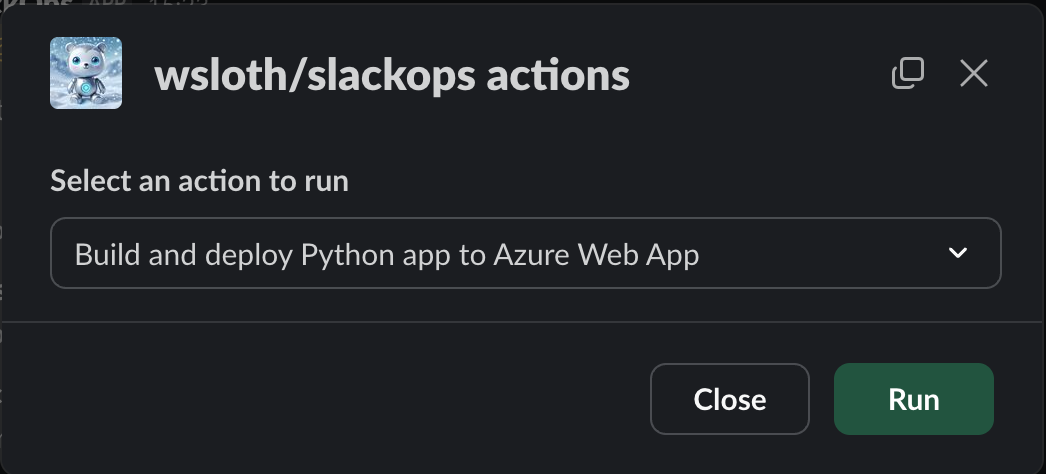 wsloth/slackops actions
Select an action to run
Build and deploy Python app to Azure Web App
Close
Run